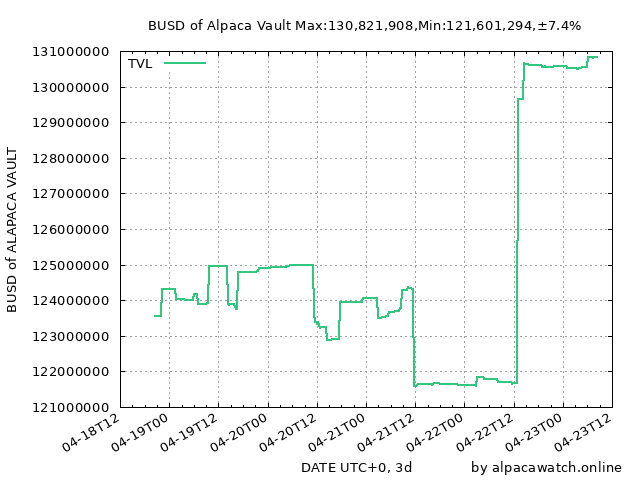 BUSD of Alpaca Vault Max:130,821,908,Min:121,601,294,±7.4%
TVL
131000000
130000000
129000000
128000000
127000000
126000000
125000000
124000000
123000000
122000000
121000000
BUSD of ALAPACA VAULT
04-18T12
04-19T00
04-19T12
04-20T00
04-20T12
04-21T00
04-21T12
04-22T00
04-22T12
04-23T00
04-23T12
DATE UTC+0, 3d
by alpacawatch.online